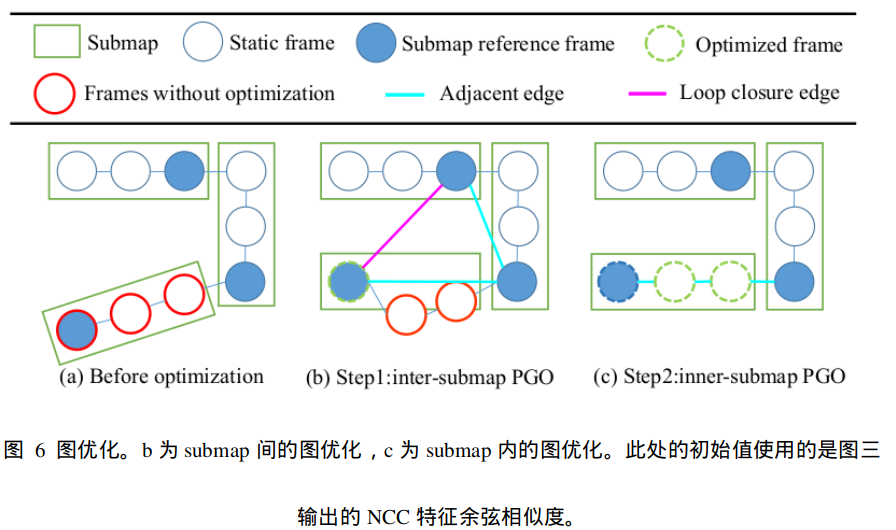 Submap Static frame Submap reference frame Optimized frame
Frames without optimization Adjacent edge Loop closure edge
(a) Before optimization (b) Step1:inter-submap PGO (c) Step2:inner-submap PGO
图 6 图优化。b 为 submap 间的图优化，c 为 submap 内的图优化。此处的初始值使用的是图三
输出的 NCC 特征余弦相似度。